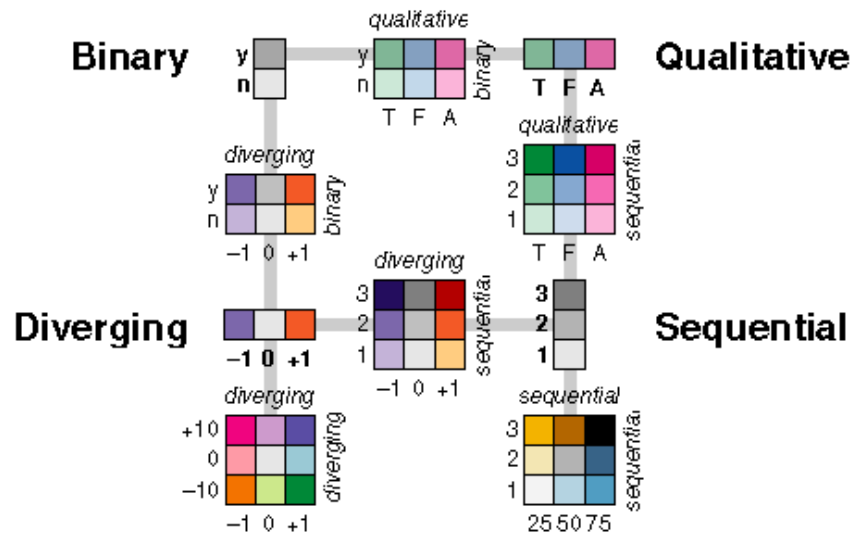 qualitative
Binary
y
n
y
n
binary
T F A
T F A
Qualitative
qualitative
3
2
1
sequential
T F A
diverging
y
n
binary
−1 0 +1
diverging
3
2
1
sequential
−1 0 +1
Diverging
−1 0 +1
3
2
1
Sequential
diverging
+10
0
−10
diverging
−1 0 +1
sequential
3
2
1
sequential
25 50 75